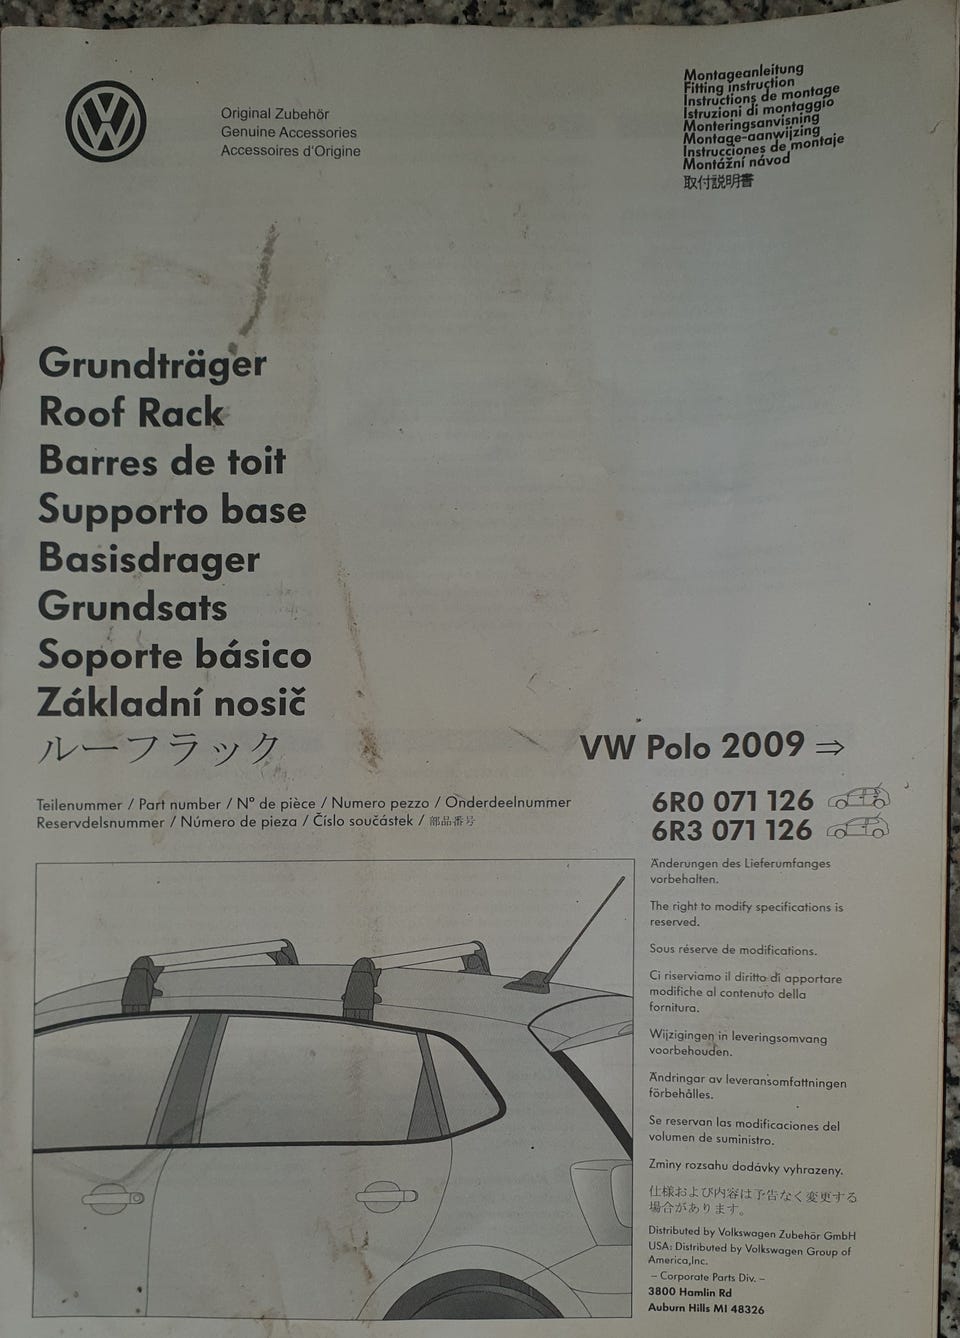 Original Zubehör
Genuine Accessories
Accessoires d'Origine
Montageanleitung
Fitting instruction
Instructions de montage
Istruzioni di montaggio
Monteringsanvisning
Montage-aanwijzing
Instrucciones de montaje
Montážní návod
取付説明書
Grundträger
Roof Rack
Barres de toit
Supporto base
Basisdrager
Grundsats
Soporte básico
Základní nosič
ルーフラック
VW Polo 2009 ⇒
Teilenummer / Part number / N° de pièce / Numero pezzo / Onderdeelnummer
Reservdelsnummer / Número de pieza / Číslo součástek / 部品番号
6R0 071 126
6R3 071 126
Änderungen des Lieferumfanges
vorbehalten.
The right to modify specifications is
reserved.
Sous réserve de modifications.
Ci riserviamo il diritto di apportare
modifiche al contenuto della
fornitura.
Wijzigingen in leveringsomvang
voorbehouden.
Ändringar av leveransomfattningen
förbehålles.
Se reservan las modificaciones del
volumen de suministro.
Zminy rozsahu dodávky vyhrazeny.
仕様および内容は予告なく変更する
場合があります。
Distributed by Volkswagen Zubehör GmbH
USA: Distributed by Volkswagen Group of
America,Inc.
– Corporate Parts Div. –
3800 Hamlin Rd
Auburn Hills MI 48326